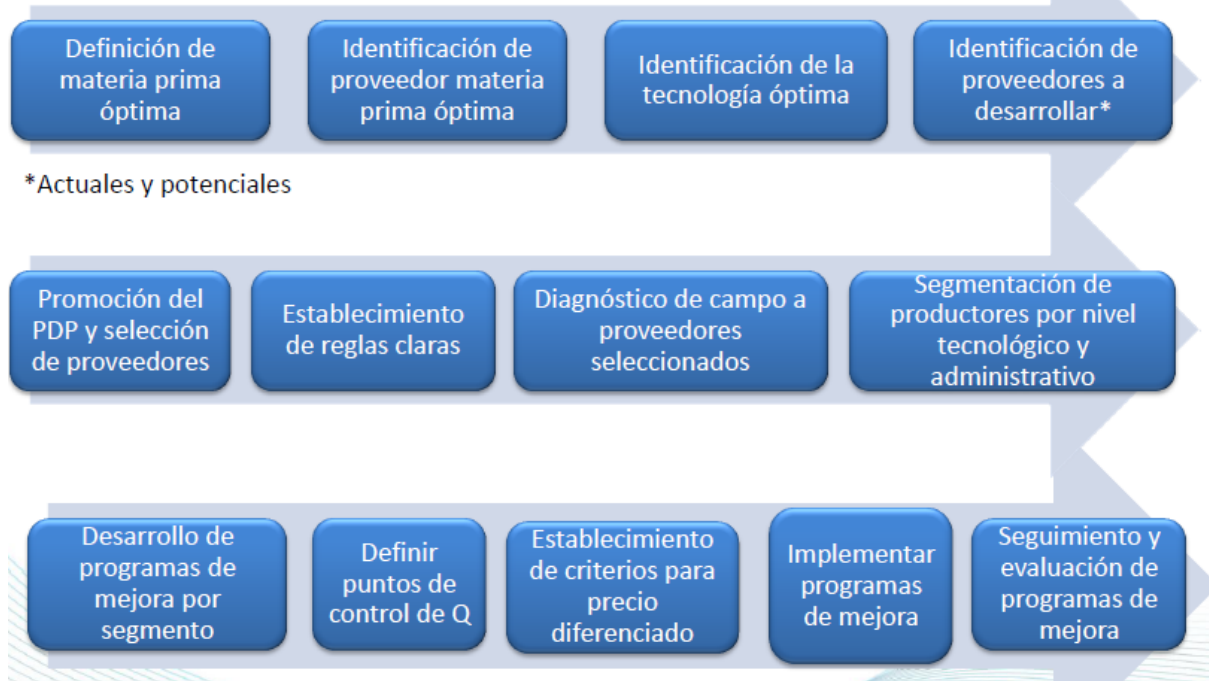 Definición de
materia prima
óptima
Identificación de
proveedor materia
prima óptima
Identificación de la
tecnología óptima
Identificación de
proveedores a
desarrollar*
*Actuales y potenciales
Promoción del
PDP y selección
de proveedores
Establecimiento
de reglas claras
Diagnóstico de campo a
proveedores
seleccionados
Segmentación de
productores por nivel
tecnológico y
administrativo
Desarrollo de
programas de
mejora por
segmento
Definir
puntos de
control de Q
Establecimiento
de criterios para
precio
diferenciado
Implementar
programas
de mejora
Seguimiento y
evaluación de
programas de
mejora